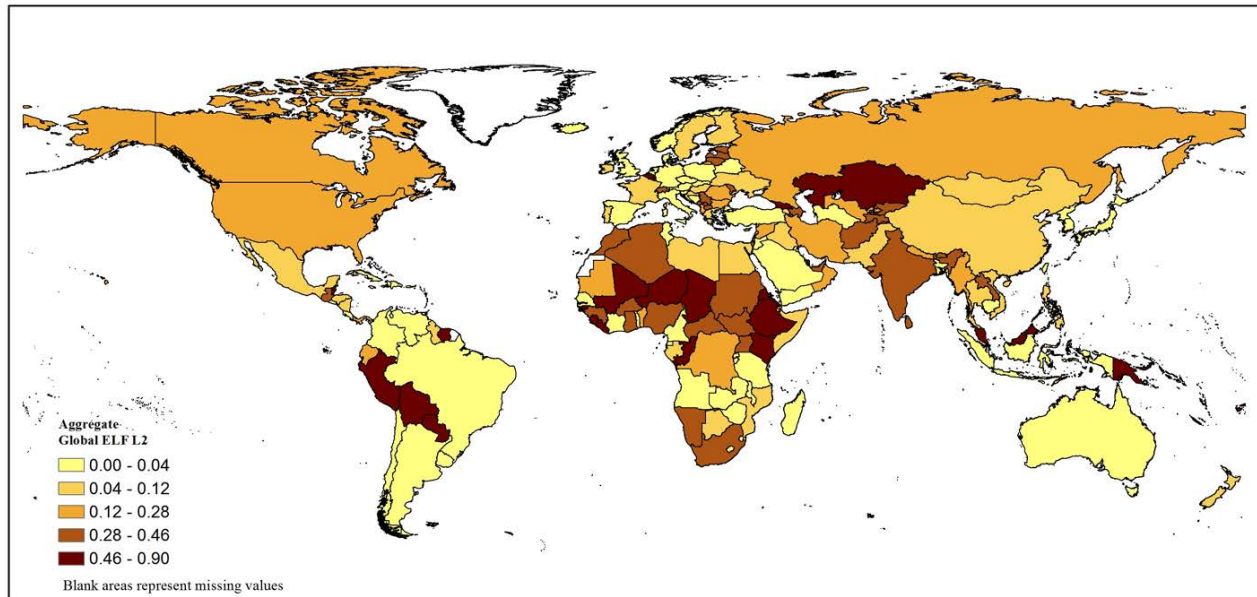 Aggrégate
Global ELF L2
0.00 - 0.04
0.04 - 0.12
0.12 - 0.28
0.28 - 0.46
0.46 - 0.90
Blank areas represent missing values